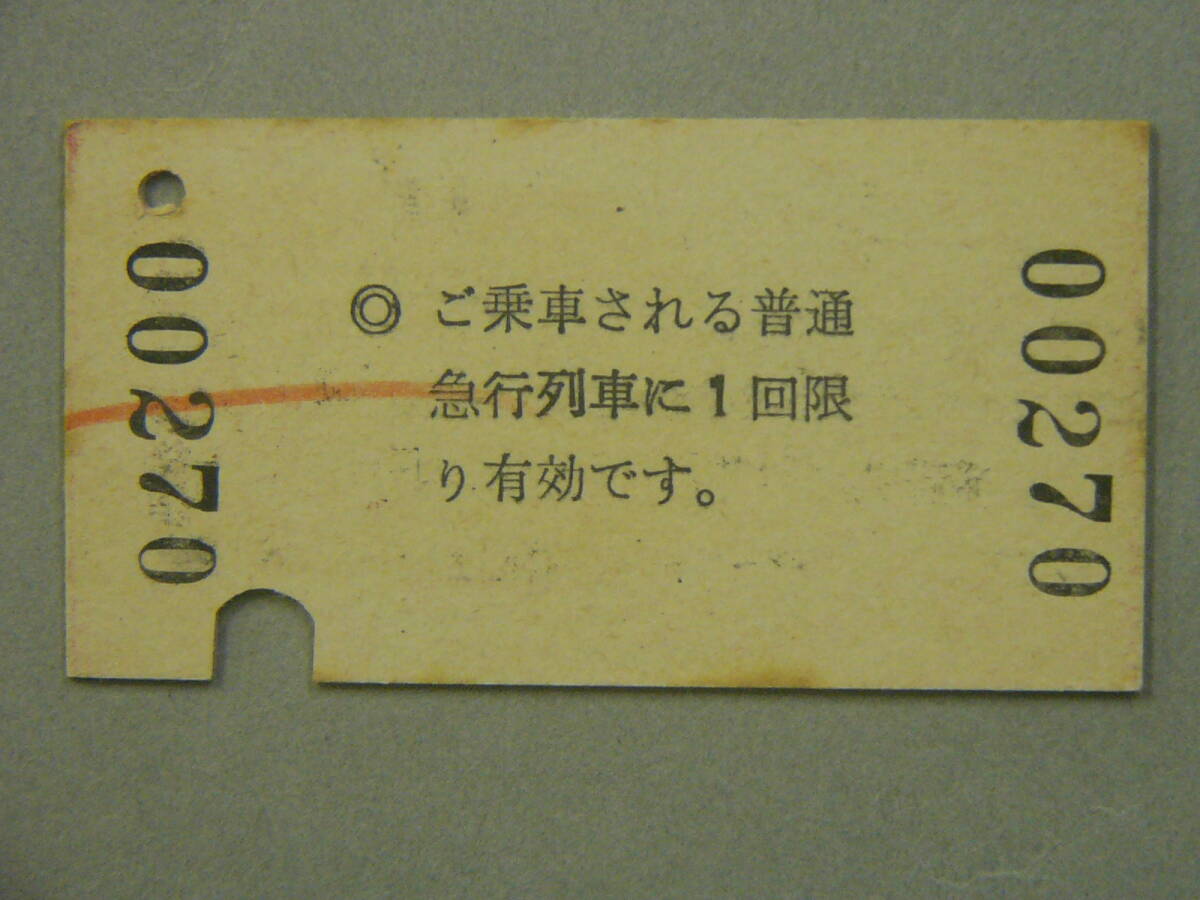 00270
◎ ご乗車される普通
急行列車に1回限
り有効です。
00270